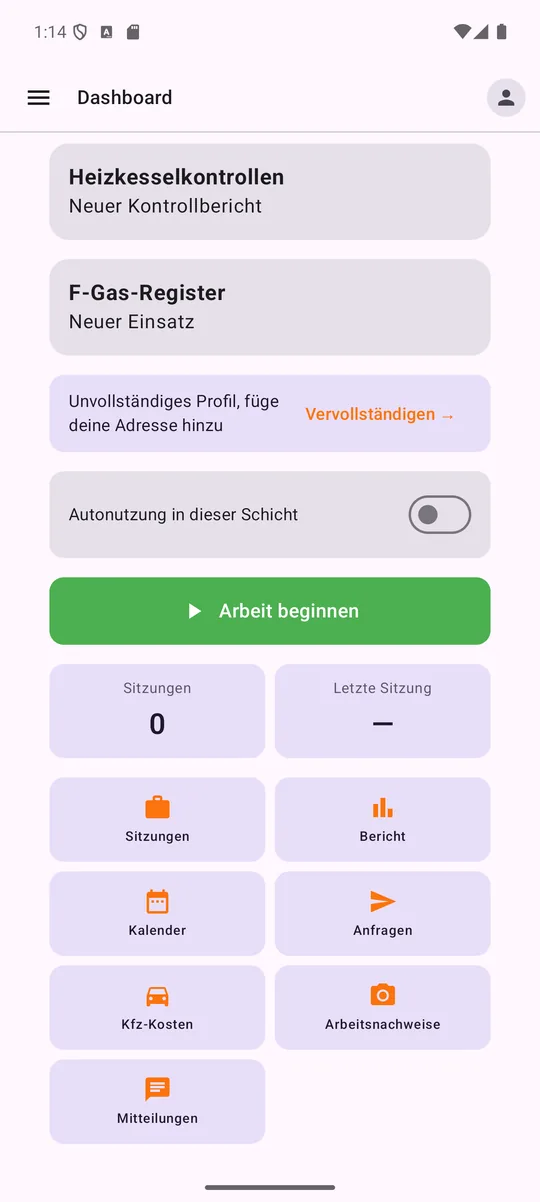 1:14
Dashboard
Heizkesselkontrollen
Neuer Kontrollbericht
F-Gas-Register
Neuer Einsatz
Unvollständiges Profil, füge
deine Adresse hinzu
Vervollständigen →
Autonutzung in dieser Schicht
Arbeit beginnen
Sitzungen
0
Letzte Sitzung
—
Sitzungen
Bericht
Kalender
Anfragen
Kfz-Kosten
Arbeitsnachweise
Mitteilungen